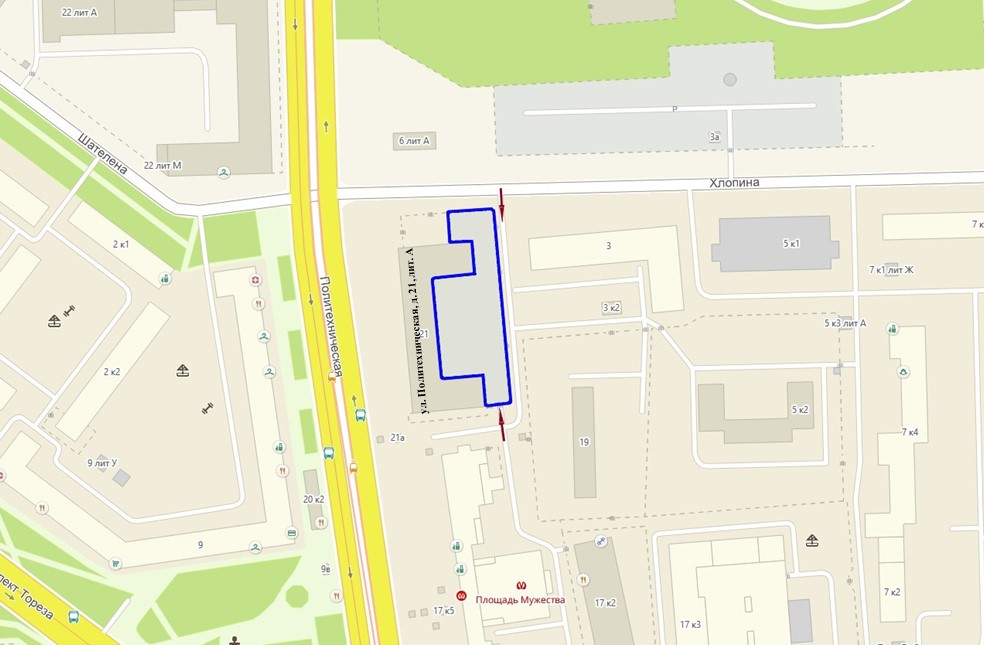 22 лит А
Шателена
22 лит М
6 лит А
Р
3а
Хлопина
2 к1
Политехническая
ул. Политехническая, д. 21, лит. А
21
3
5 к1
7 к
7 к1 лит Ж
3 к2
5 к3 лит А
2 к2
5 к2
21а
19
7 к4
9 лит У
20 к2
9
9в
пект Тореза
Площадь Мужества
17 к5
17 к2
17 к3
7 к2